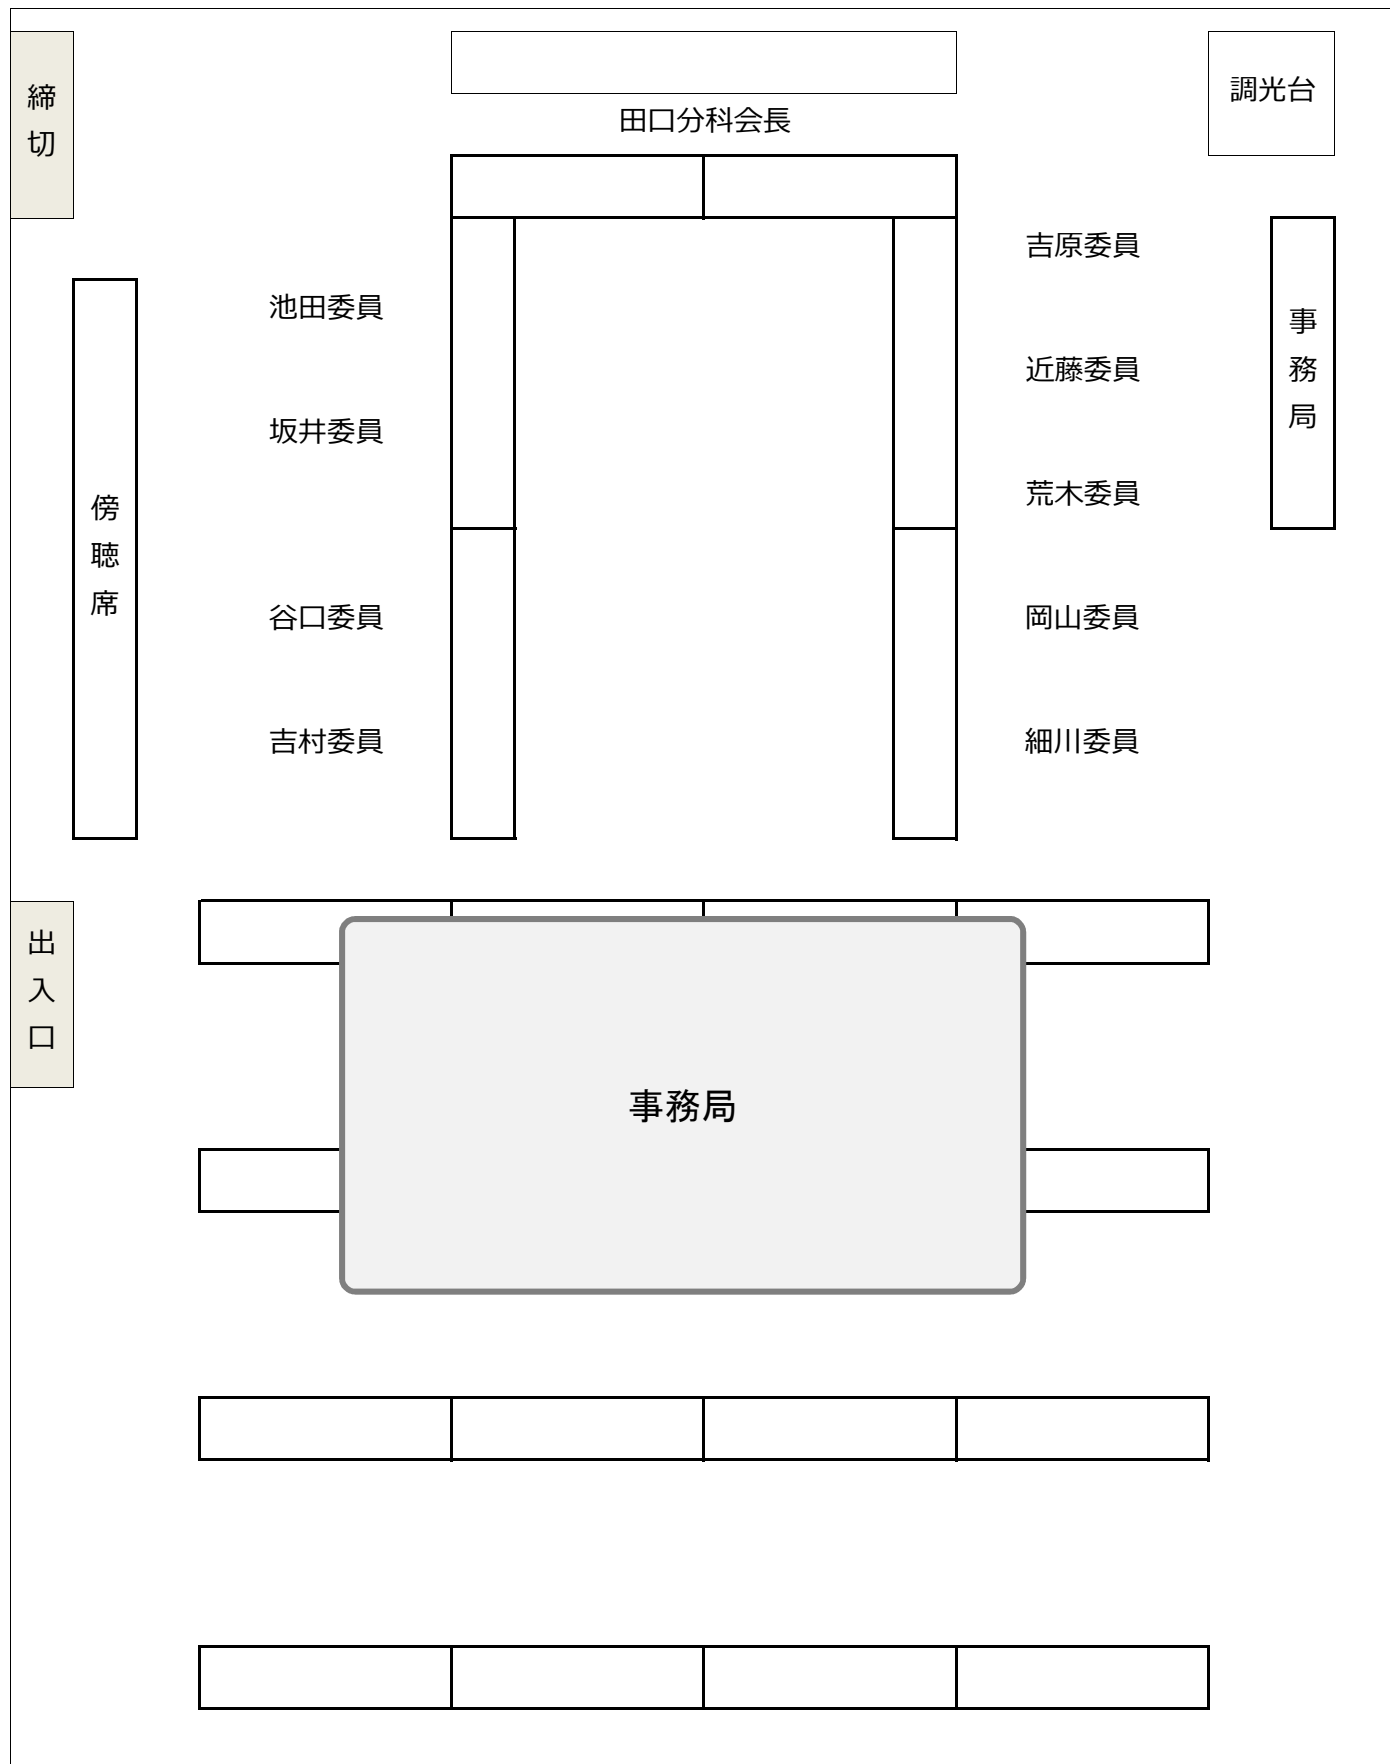 締切
調光台
田口分科会長
吉原委員
池田委員
事務局
近藤委員
坂井委員
荒木委員
傍聴席
谷口委員
岡山委員
吉村委員
細川委員
出入口
事務局